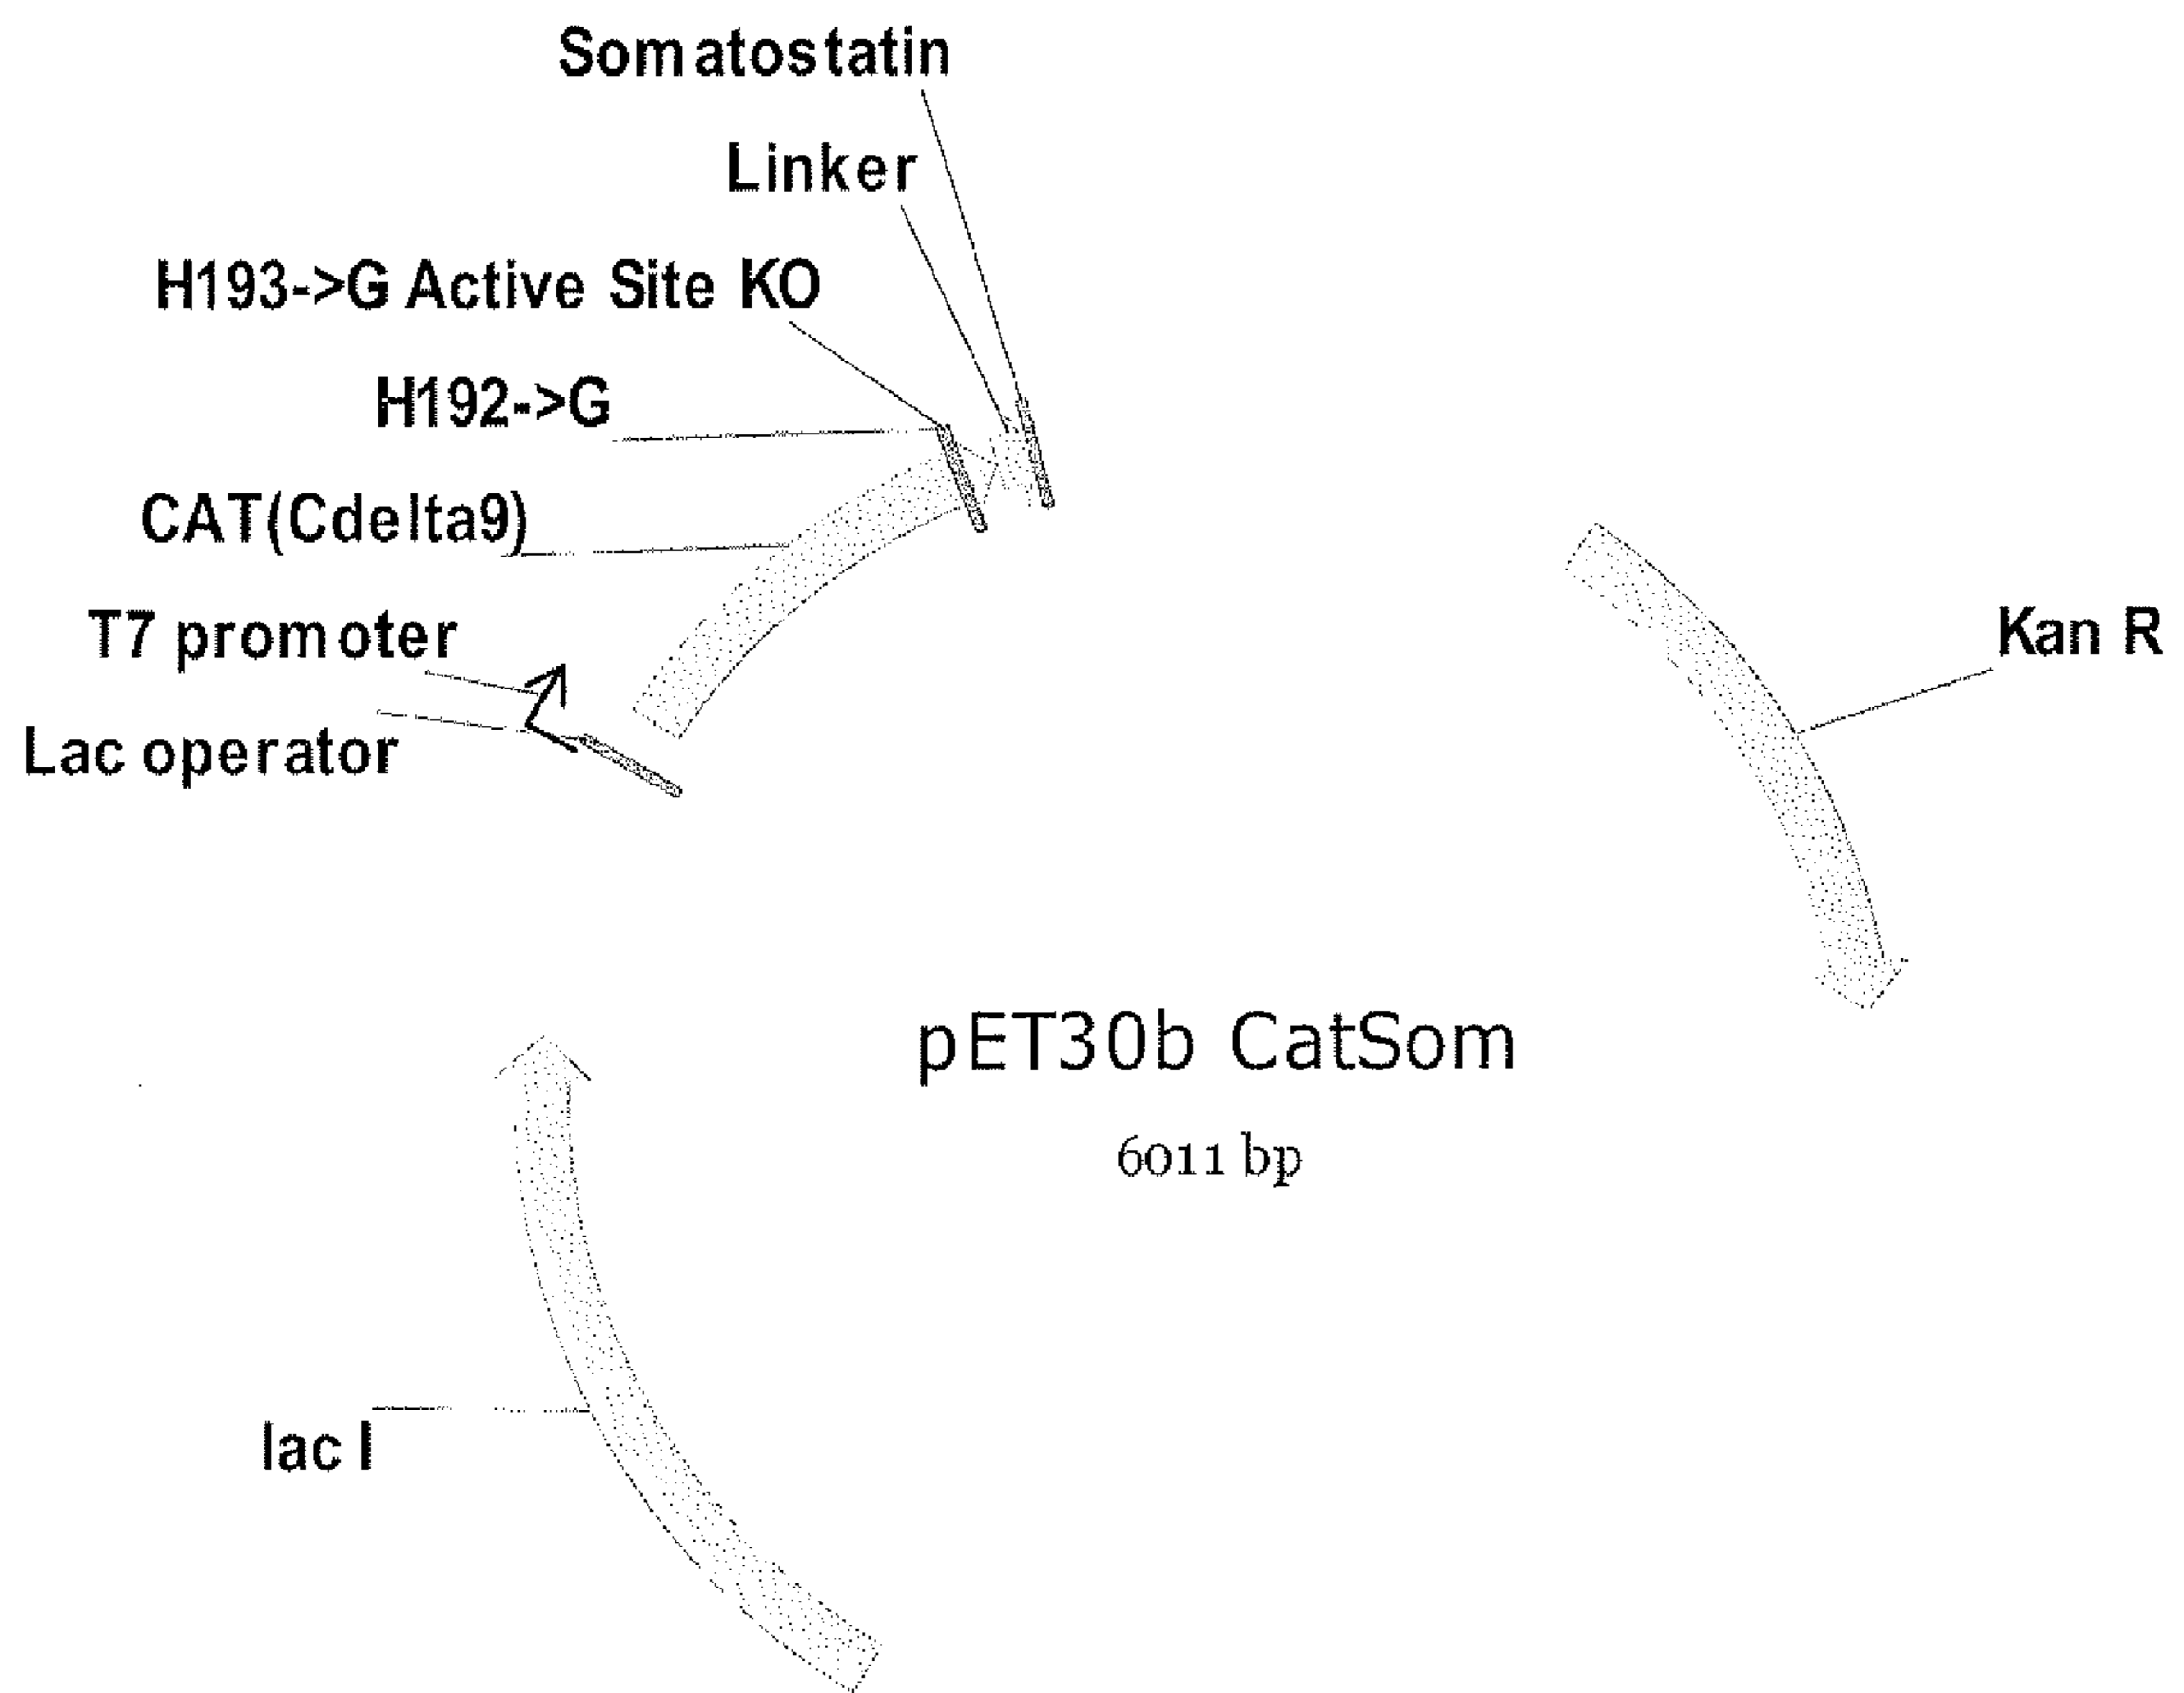 Somatostatin
Linker
H193->G Active Site KO
H192->G
CAT(Cdelta9)
T7 promoter
Kan R
Lac operator
pET30b CatSom
6011 bp
lac I